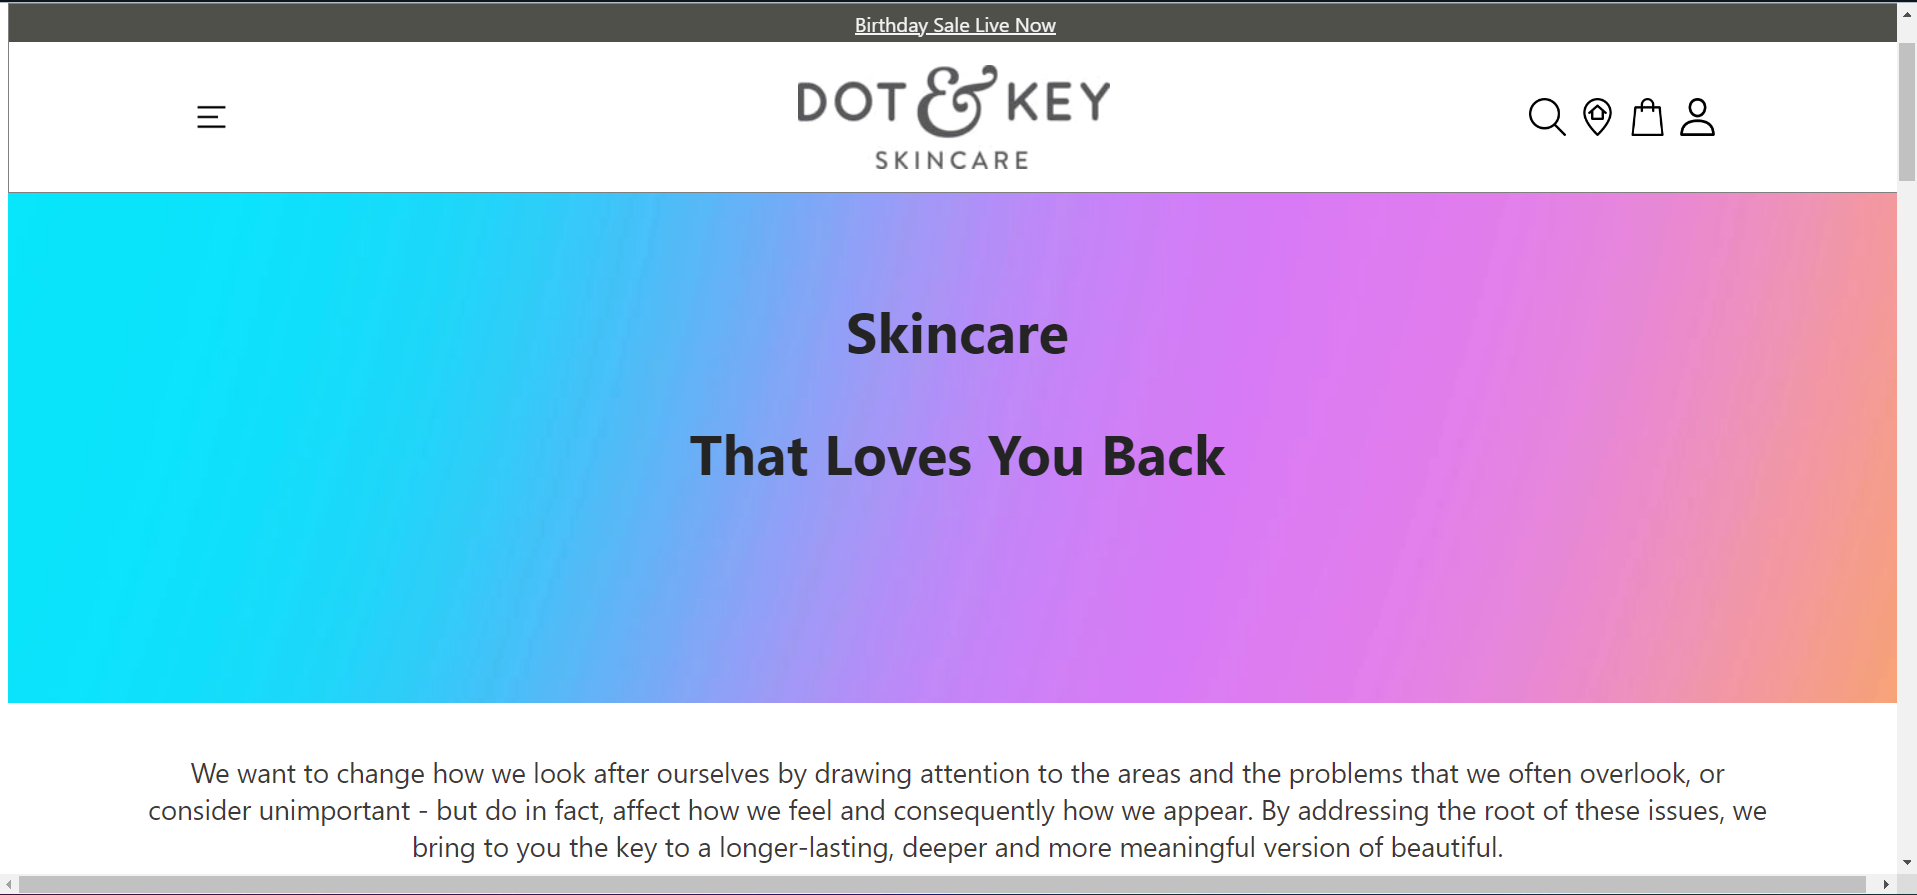 Birthday Sale Live Now
DOT & KEY
SKINCARE
Skincare
That Loves You Back
We want to change how we look after ourselves by drawing attention to the areas and the problems that we often overlook, or
consider unimportant - but do in fact, affect how we feel and consequently how we appear. By addressing the root of these issues, we
bring to you the key to a longer-lasting, deeper and more meaningful version of beautiful.